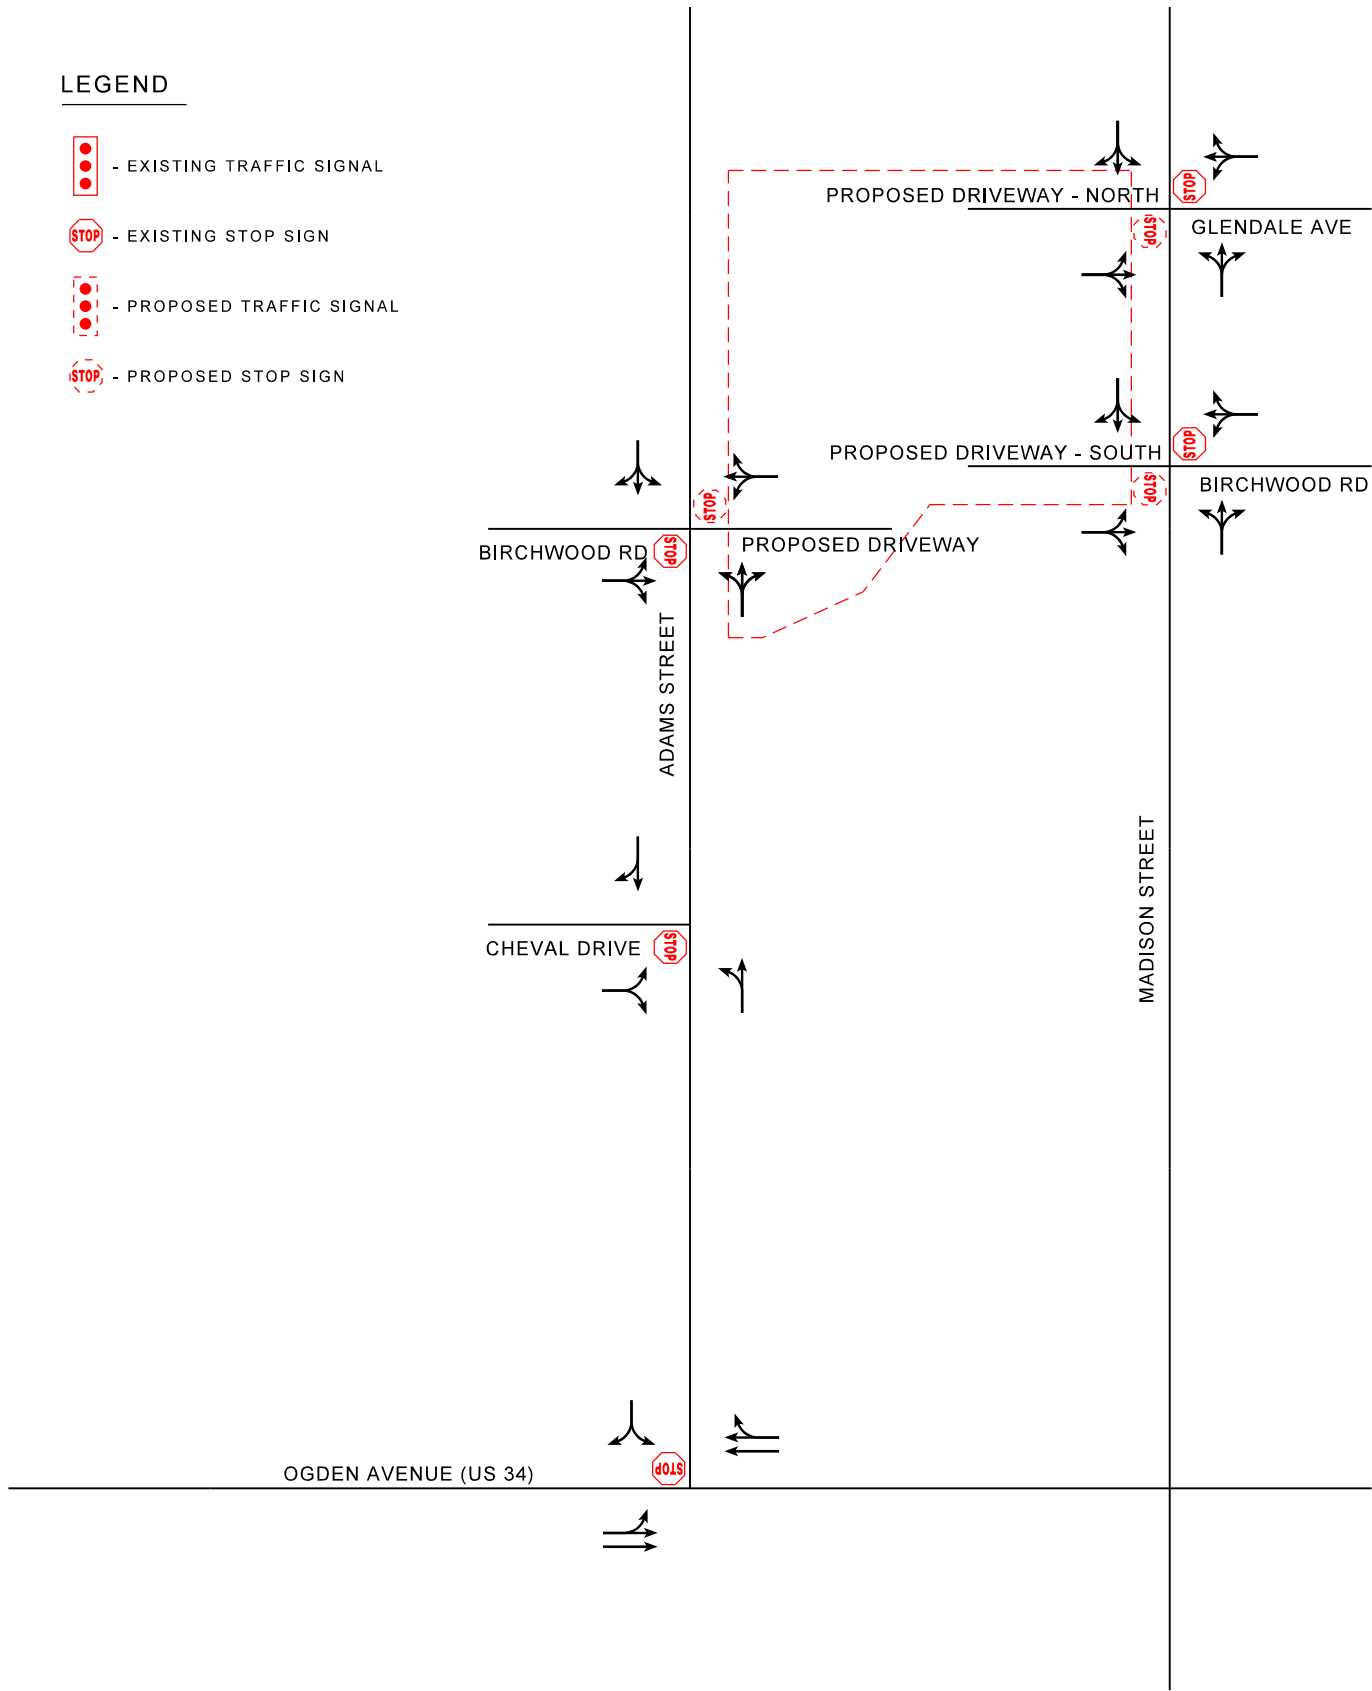 LEGEND
- EXISTING TRAFFIC SIGNAL
STOP - EXISTING STOP SIGN
- PROPOSED TRAFFIC SIGNAL
STOP - PROPOSED STOP SIGN
STOP
PROPOSED DRIVEWAY - NORTH
STOP
GLENDALE AVE
STOP
PROPOSED DRIVEWAY - SOUTH
STOP
BIRCHWOOD RD
STOP
BIRCHWOOD RD
STOP
PROPOSED DRIVEWAY
ADAMS STREET
MADISON STREET
CHEVAL DRIVE
STOP
OGDEN AVENUE (US 34)
STOP